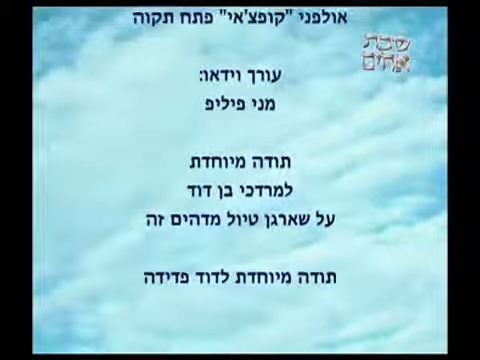 אולפני "קופצ'אי" פתח תקוה
שבת
אחים
עורך וידאו:
מני פיליפ
תודה מיוחדת
למרדכי בן דוד
על שארגן טיול מדהים זה
תודה מיוחדת לדוד פדידה